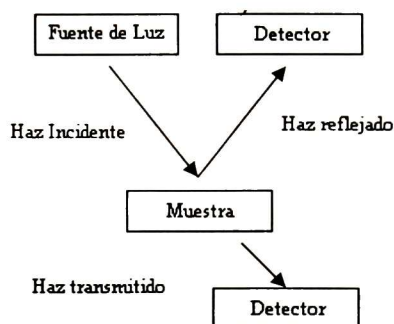 Fuente de Luz
Detector
Haz Incidente
Haz reflejado
Muestra
Haz transmitido
Detector